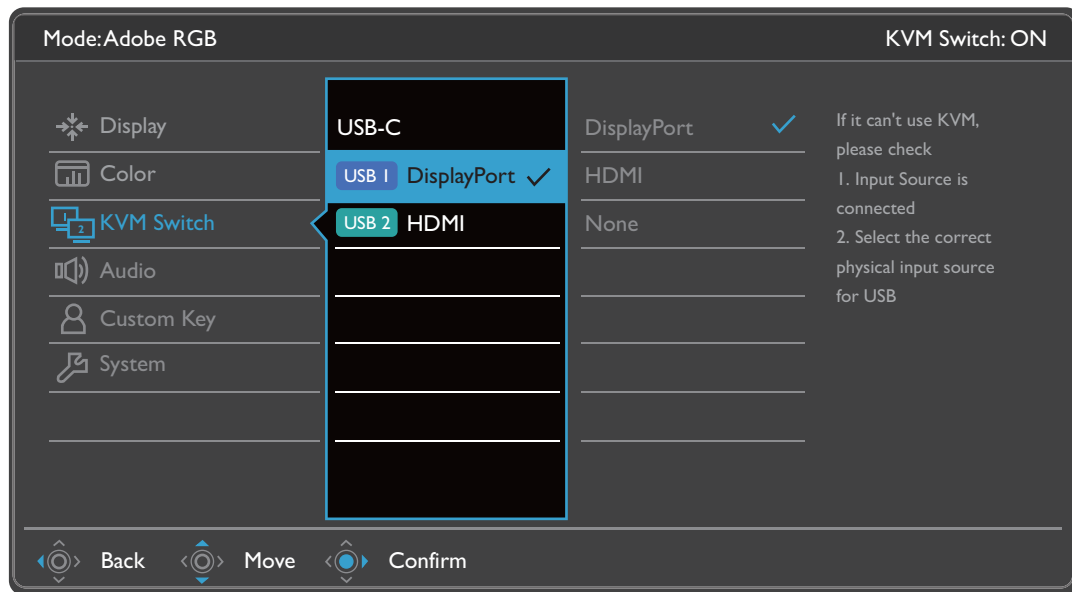 Mode:Adobe RGB
KVM Switch: ON
Display
Color
1 2 KVM Switch
Audio
Custom Key
System
USB-C
USB 1 DisplayPort
USB 2 HDMI
DisplayPort
HDMI
None
If it can't use KVM,
please check
1. Input Source is
connected
2. Select the correct
physical input source
for USB
Back Move Confirm